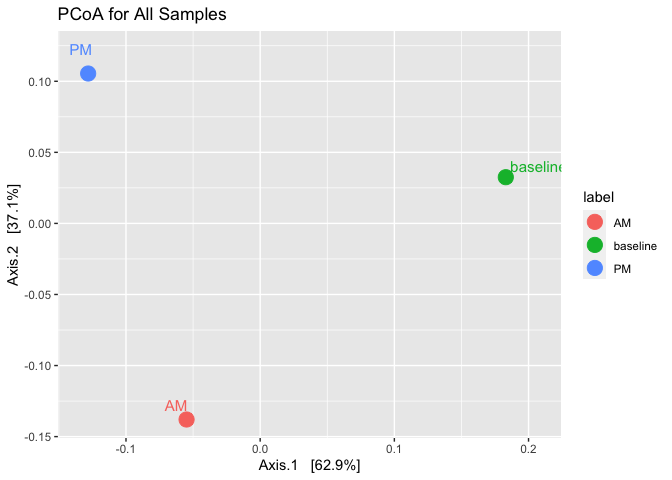 PCoA for All Samples
PM
baseline
AM
0.10
0.05
0.00
-0.05
-0.10
-0.15
-0.1
0.0
0.1
0.2
Axis.2 [37.1%]
Axis.1 [62.9%]
label
AM
baseline
PM